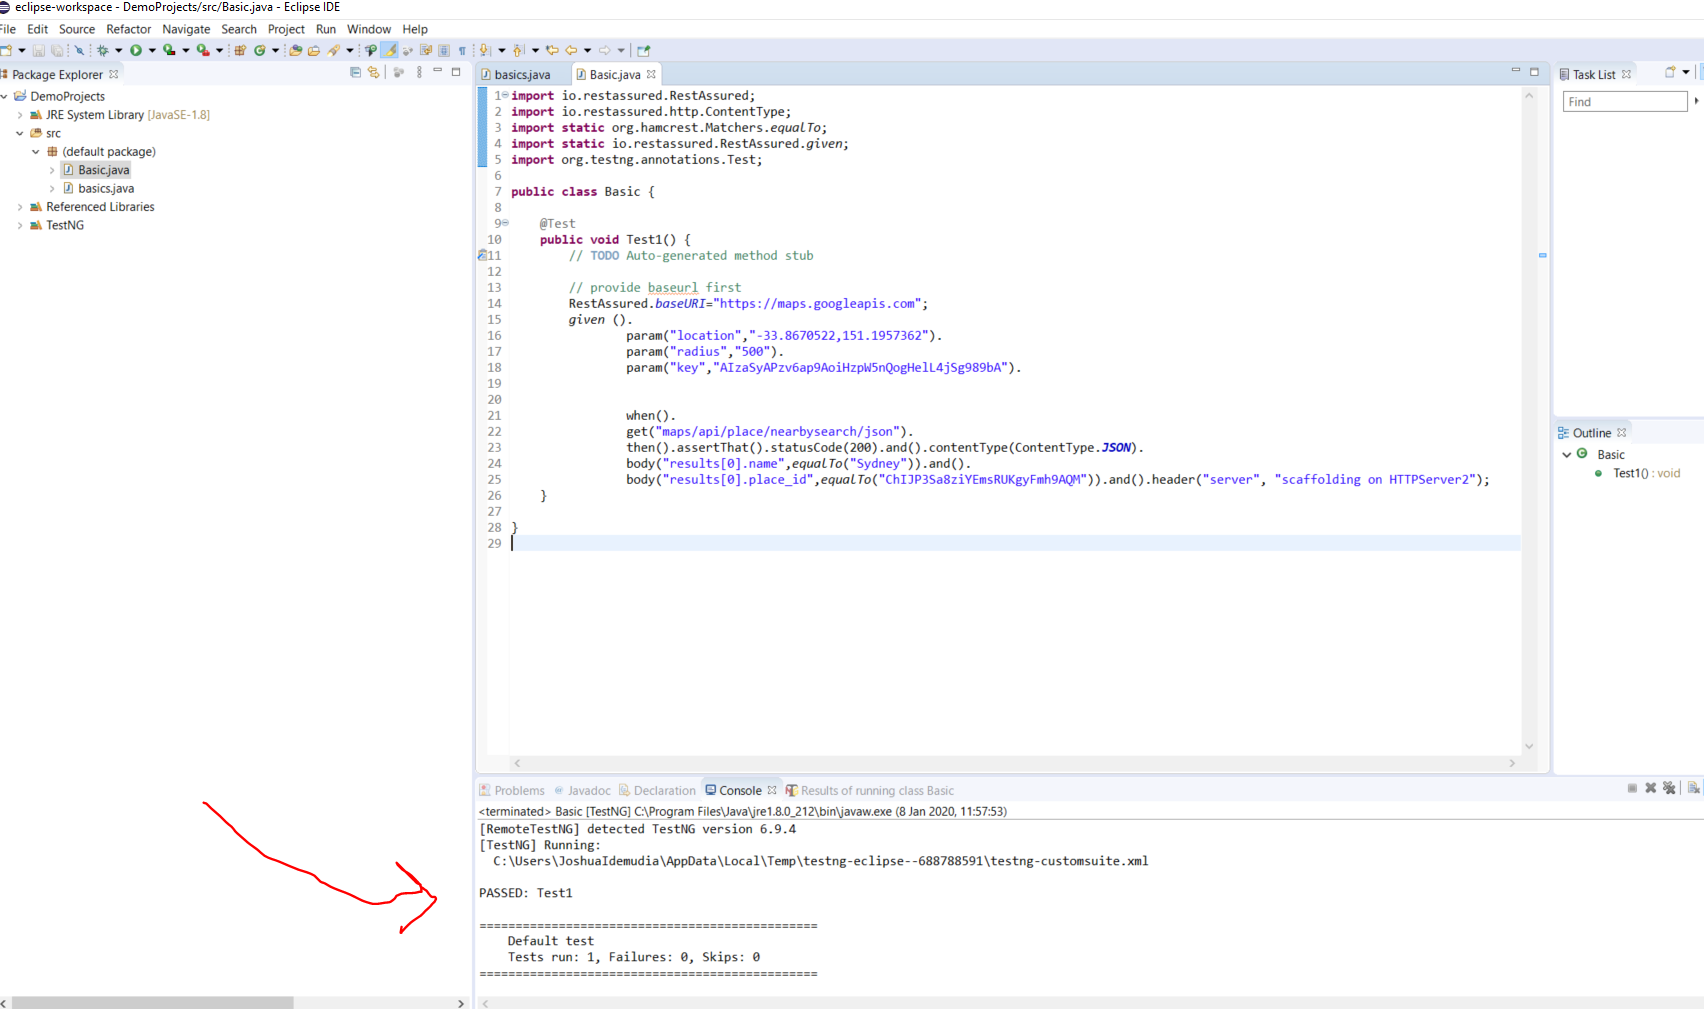 eclipse-workspace - DemoProjects/src/Basic.java - Eclipse IDE
File Edit Source Refactor Navigate Search Project Run Window Help
Package Explorer
DemoProjects
JRE System Library [JavaSE-1.8]
src
(default package)
Basic.java
basics.java
Referenced Libraries
TestNG
basics.java
Basic.java
1 import io.restassured.RestAssured;
2 import io.restassured.http.ContentType;
3 import static org.hamcrest.Matchers.equalTo;
4 import static io.restassured.RestAssured.given;
5 import org.testng.annotations.Test;
6
7 public class Basic {
8
9 @Test
10 public void Test1() {
11 // TODO Auto-generated method stub
12
13 // provide baseurl first
14 RestAssured.baseURI="https://maps.googleapis.com";
15 given ().
16 param("location","-33.8670522,151.1957362").
17 param("radius","500").
18 param("key","AIzaSyAPzv6ap9AoiHzpW5nQogHelL4jSg989bA").
19
20
21 when().
22 get("maps/api/place/nearbysearch/json").
23 then().assertThat().statusCode(200).and().contentType(ContentType.JSON).
24 body("results[0].name",equalTo("Sydney")).and().
25 body("results[0].place_id",equalTo("ChIJP3Sa8ziYEmsRUKgyFmh9AQM")).and().header("server", "scaffolding on HTTPServer2");
26 }
27
28 }
29
Task List
Find
Outline
Basic
Test1() : void
Problems Javadoc Declaration Console Results of running class Basic
<terminated> Basic [TestNG] C:\Program Files\Java\jre1.8.0_212\bin\javaw.exe (8 Jan 2020, 11:57:53)
[RemoteTestNG] detected TestNG version 6.9.4
[TestNG] Running:
C:\Users\JoshuaIdemudia\AppData\Local\Temp\testng-eclipse--688788591\testng-customsuite.xml
PASSED: Test1
===============================================
Default test
Tests run: 1, Failures: 0, Skips: 0
===============================================